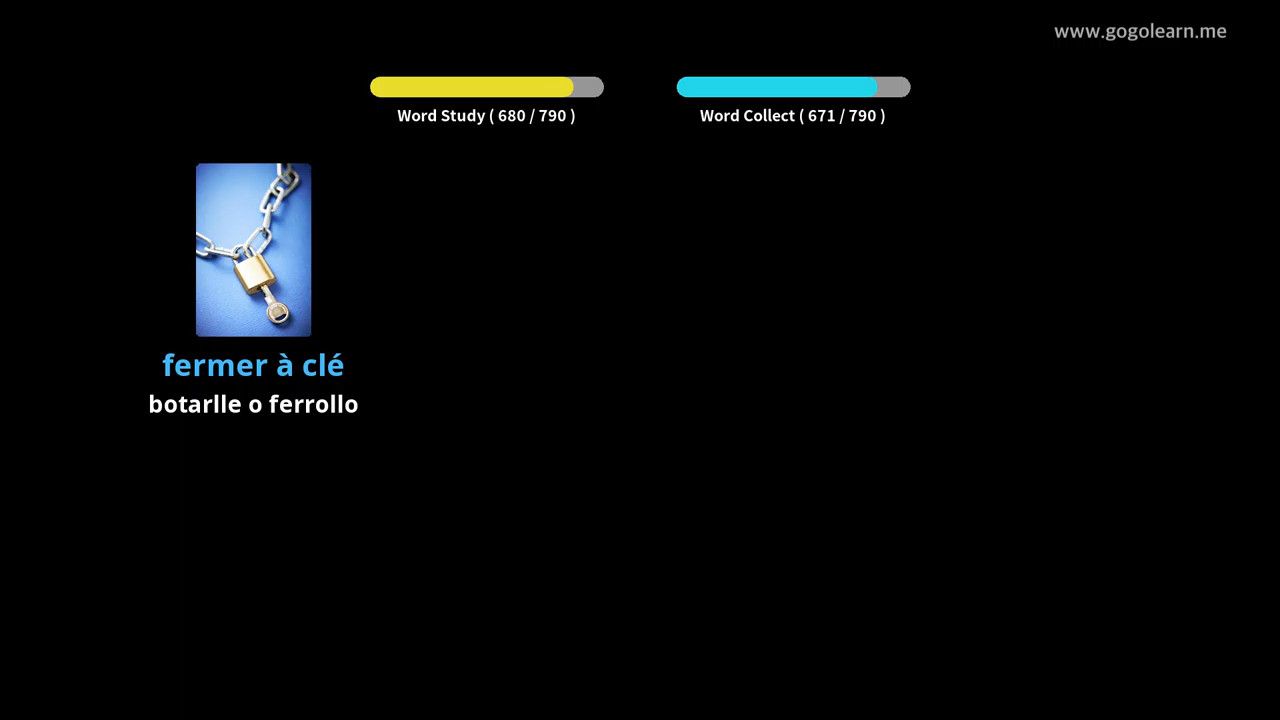 www.gogolearn.me
Word Study ( 680 / 790 )
Word Collect ( 671 / 790 )
fermer à clé
botarlle o ferrollo